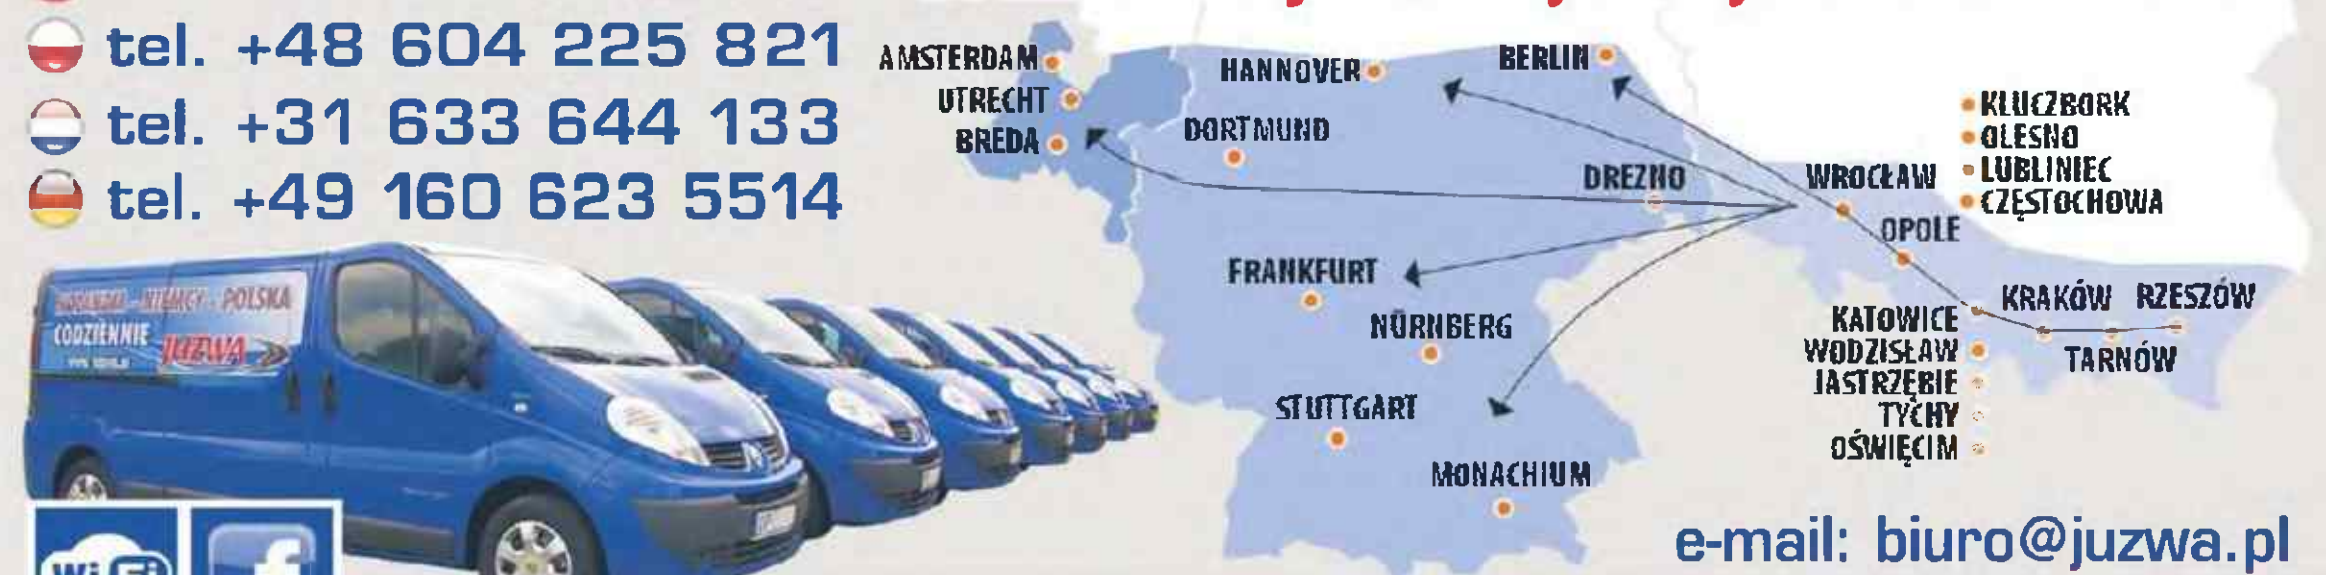 tel. +48 604 225 821
tel. +31 633 644 133
tel. +49 160 623 5514
AMSTERDAM
UTRECHT
BREDA
HANNOVER
BERLIN
DORTMUND
DREZNO
WROCŁAW
OPOLE
KLUCZBORK
OLESNO
LUBLINIEC
CZĘSTOCHOWA
FRANKFURT
NÜRNBERG
STUTTGART
MONACHIUM
KATOWICE
WODZISŁAW
JASTRZĘBIE
TYCHY
OŚWIĘCIM
KRAKÓW RZESZÓW
TARNÓW
HOLANDIA - NIEMCY - POLSKA
CODZIENNIE
JUZWA
Wi Fi
f
e-mail: biuro@juzwa.pl